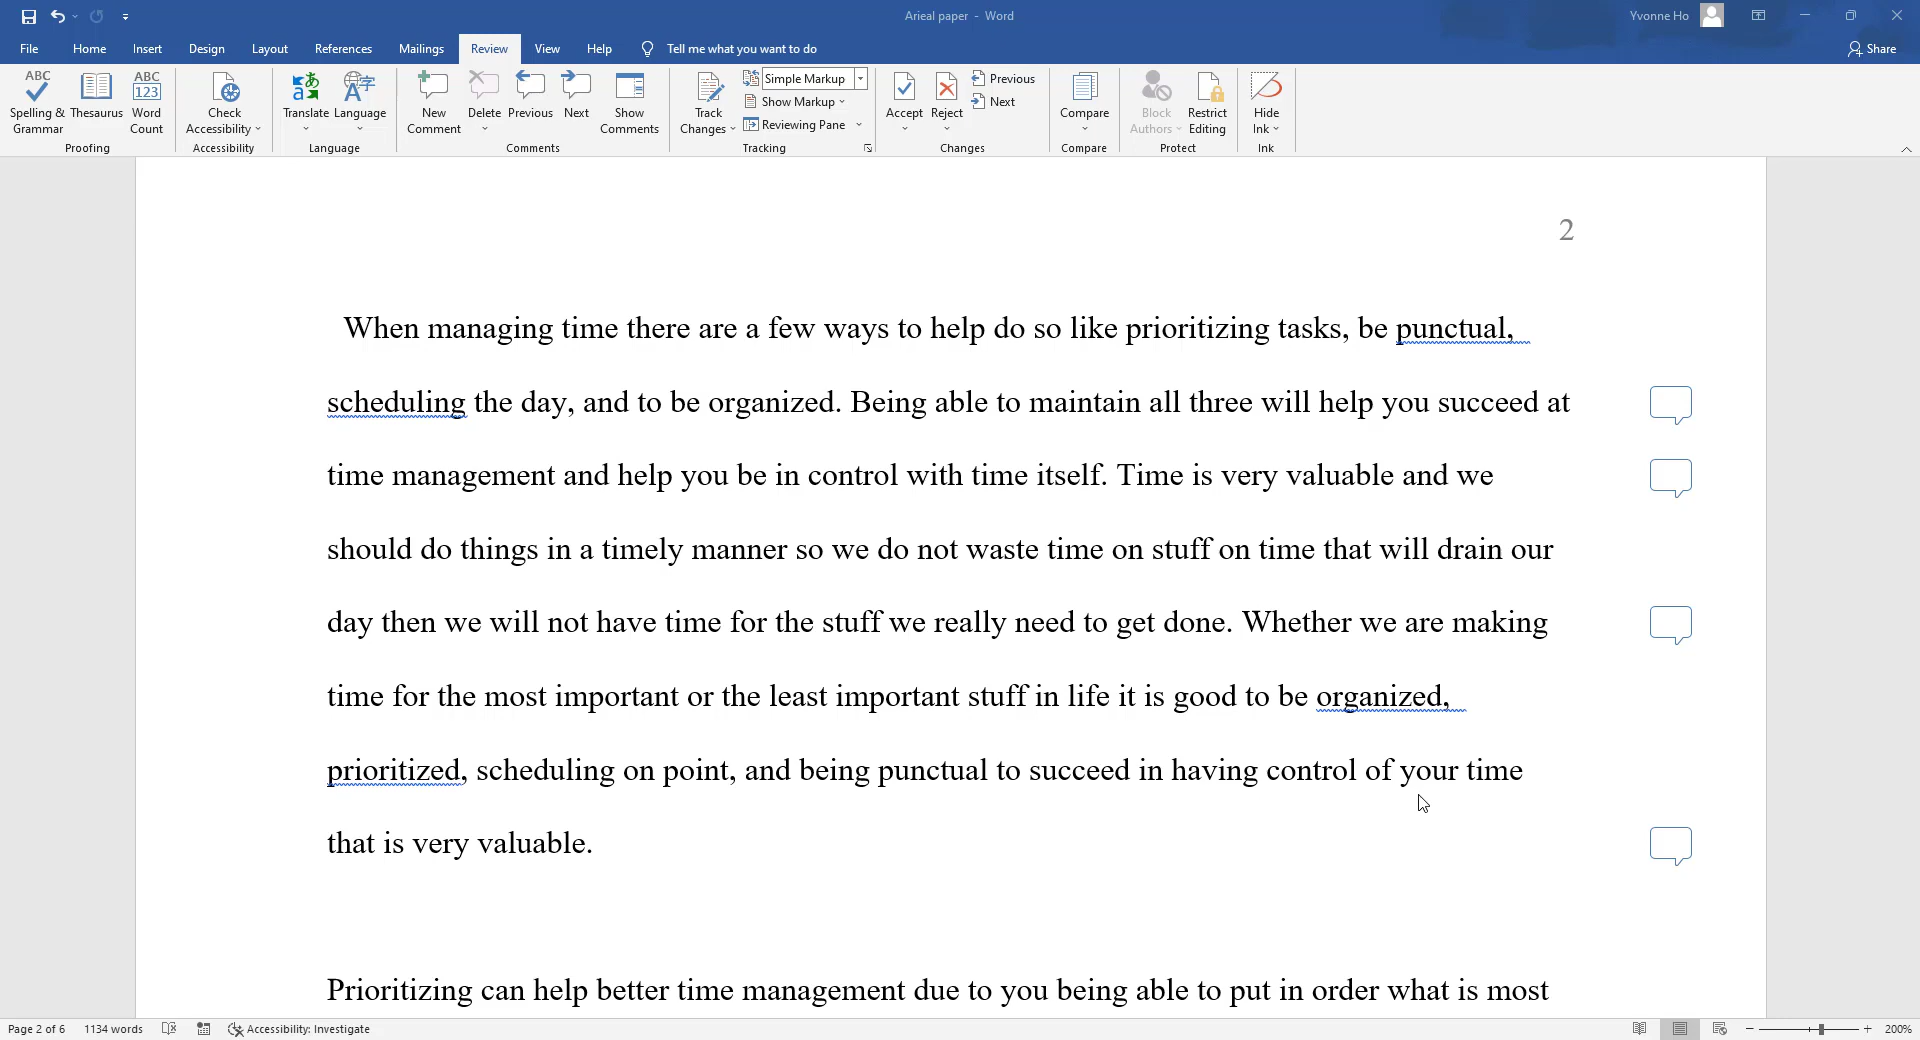 Arieal paper - Word
Yvonne Ho
File Home Insert Design Layout References Mailings Review View Help Tell me what you want to do Share
ABC
Spelling &
Grammar
Thesaurus
ABC
123
Word
Count
Proofing
Check
Accessibility
Accessibility
Translate
Language
Language
New
Comment
Delete
Previous
Next
Show
Comments
Comments
Track
Changes
Simple Markup
Show Markup
Reviewing Pane
Tracking
Accept
Reject
Previous
Next
Changes
Compare
Compare
Block
Authors
Restrict
Editing
Protect
Hide
Ink
Ink
2
When managing time there are a few ways to help do so like prioritizing tasks, be punctual,
scheduling the day, and to be organized. Being able to maintain all three will help you succeed at
time management and help you be in control with time itself. Time is very valuable and we
should do things in a timely manner so we do not waste time on stuff on time that will drain our
day then we will not have time for the stuff we really need to get done. Whether we are making
time for the most important or the least important stuff in life it is good to be organized,
prioritized, scheduling on point, and being punctual to succeed in having control of your time
that is very valuable.
Prioritizing can help better time management due to you being able to put in order what is most
Page 2 of 6 1134 words Accessibility: Investigate 200%